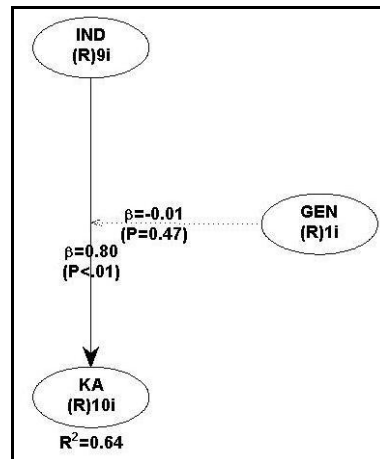 IND
(R)9i
β=-0.01
(P=0.47)
GEN
(R)1i
β=0.80
(P<.01)
KA
(R)10i
R²=0.64